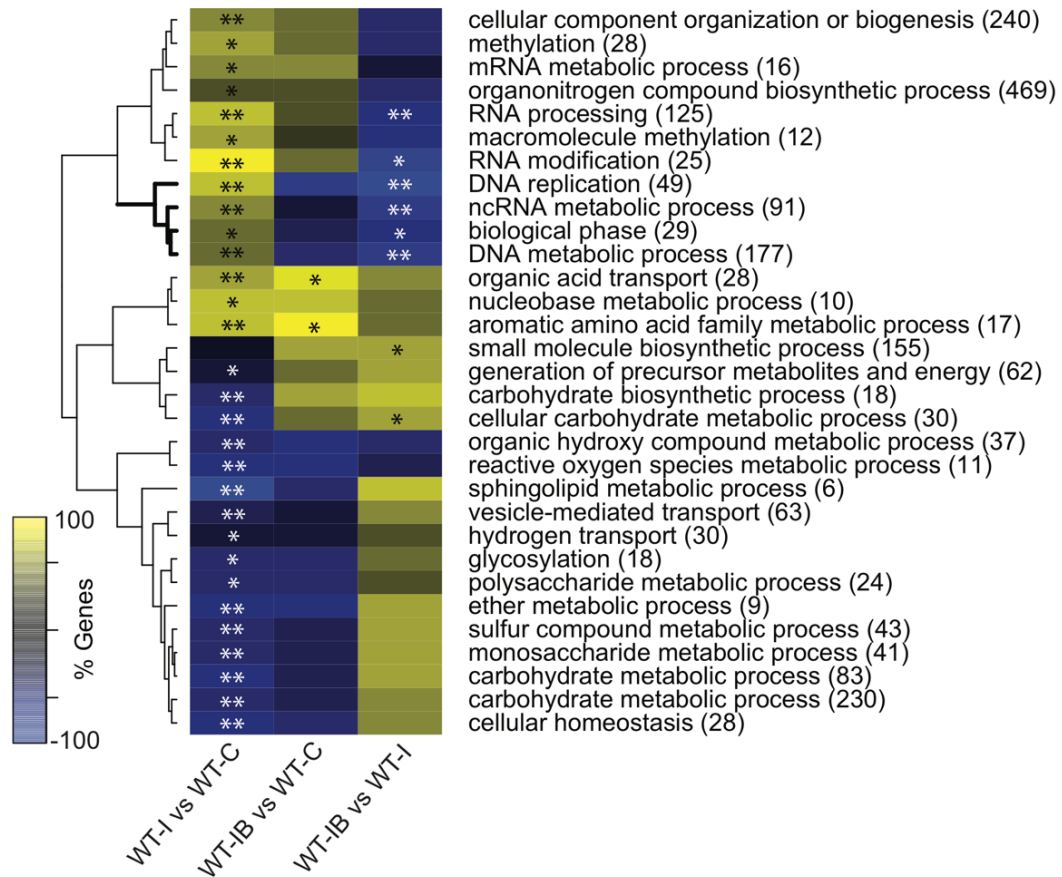 ** cellular component organization or biogenesis (240)
* methylation (28)
* mRNA metabolic process (16)
* organonitrogen compound biosynthetic process (469)
** ** RNA processing (125)
* macromolecule methylation (12)
** * RNA modification (25)
** ** DNA replication (49)
** ** ncRNA metabolic process (91)
* * biological phase (29)
** ** DNA metabolic process (177)
** * organic acid transport (28)
* nucleobase metabolic process (10)
** * aromatic amino acid family metabolic process (17)
* small molecule biosynthetic process (155)
* generation of precursor metabolites and energy (62)
** carbohydrate biosynthetic process (18)
** * cellular carbohydrate metabolic process (30)
** organic hydroxy compound metabolic process (37)
** reactive oxygen species metabolic process (11)
** sphingolipid metabolic process (6)
** vesicle-mediated transport (63)
* hydrogen transport (30)
* glycosylation (18)
* polysaccharide metabolic process (24)
** ether metabolic process (9)
** sulfur compound metabolic process (43)
** monosaccharide metabolic process (41)
** carbohydrate metabolic process (83)
** carbohydrate metabolic process (230)
** cellular homeostasis (28)
100
% Genes
-100
WT-I vs WT-C
WT-IB vs WT-C
WT-IB vs WT-I